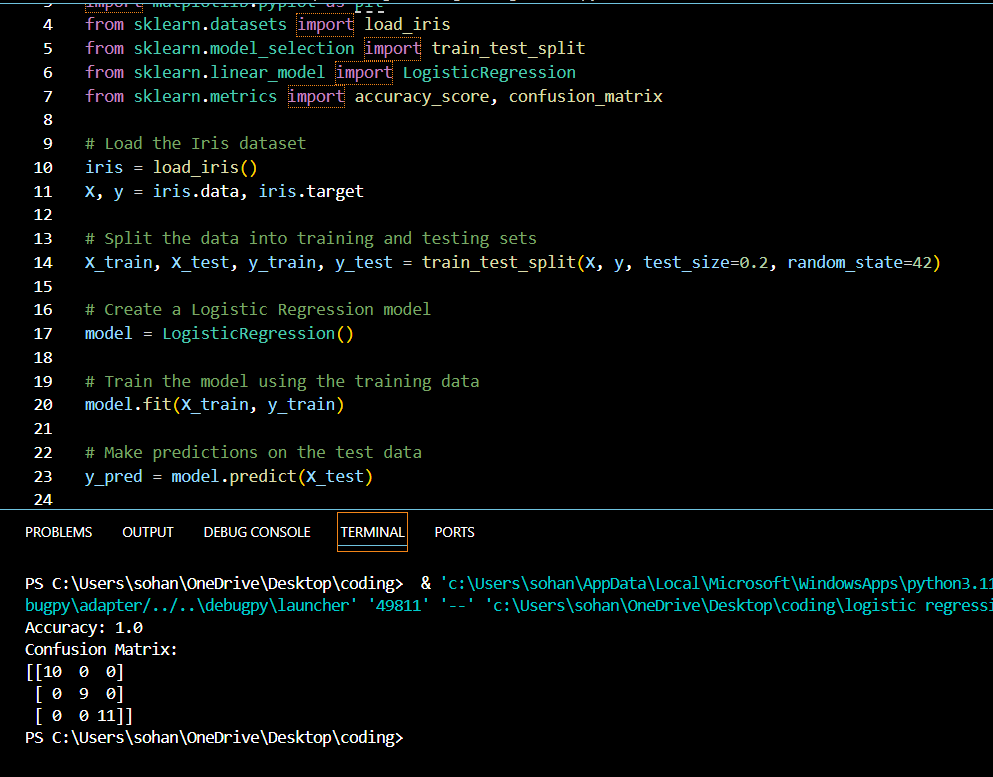 3 import matplotlib.pyplot as plt
4 from sklearn.datasets import load_iris
5 from sklearn.model_selection import train_test_split
6 from sklearn.linear_model import LogisticRegression
7 from sklearn.metrics import accuracy_score, confusion_matrix
8
9 # Load the Iris dataset
10 iris = load_iris()
11 X, y = iris.data, iris.target
12
13 # Split the data into training and testing sets
14 X_train, X_test, y_train, y_test = train_test_split(X, y, test_size=0.2, random_state=42)
15
16 # Create a Logistic Regression model
17 model = LogisticRegression()
18
19 # Train the model using the training data
20 model.fit(X_train, y_train)
21
22 # Make predictions on the test data
23 y_pred = model.predict(X_test)
24
PROBLEMS OUTPUT DEBUG CONSOLE TERMINAL PORTS
PS C:\Users\sohan\OneDrive\Desktop\coding>  & 'c:\Users\sohan\AppData\Local\Microsoft\WindowsApps\python3.11
bugpy\adapter/../..\debugpy\launcher' '49811' '--' 'c:\Users\sohan\OneDrive\Desktop\coding\logistic regressi
Accuracy: 1.0
Confusion Matrix:
[[10  0  0]
 [ 0  9  0]
 [ 0  0 11]]
PS C:\Users\sohan\OneDrive\Desktop\coding>